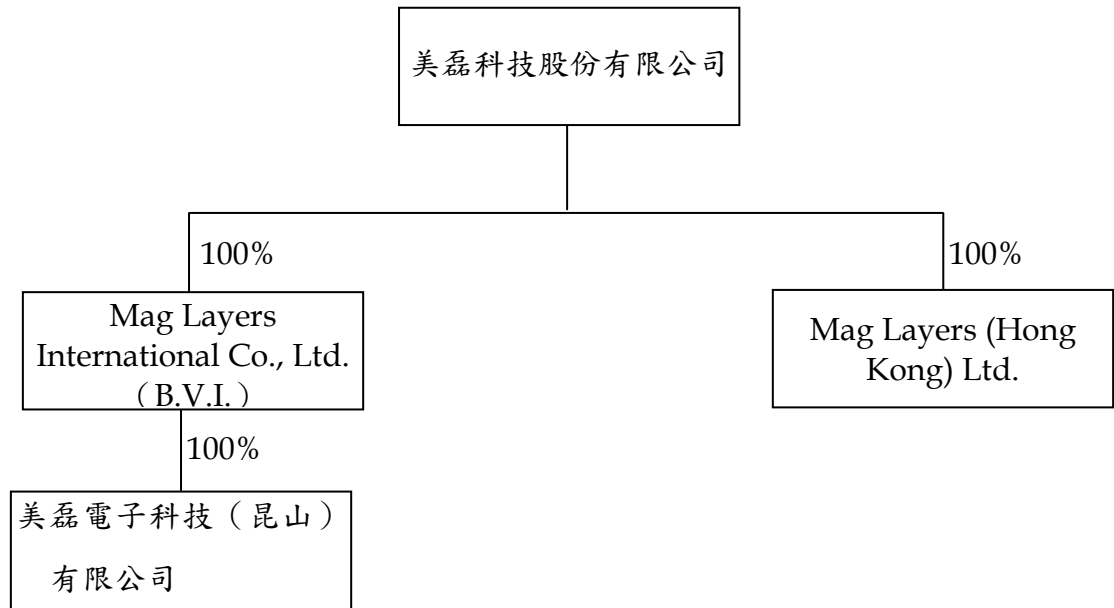 美磊科技股份有限公司
100%
100%
Mag Layers
International Co., Ltd.
（B.V.I.）
Mag Layers (Hong
Kong) Ltd.
100%
美磊電子科技（昆山）
有限公司